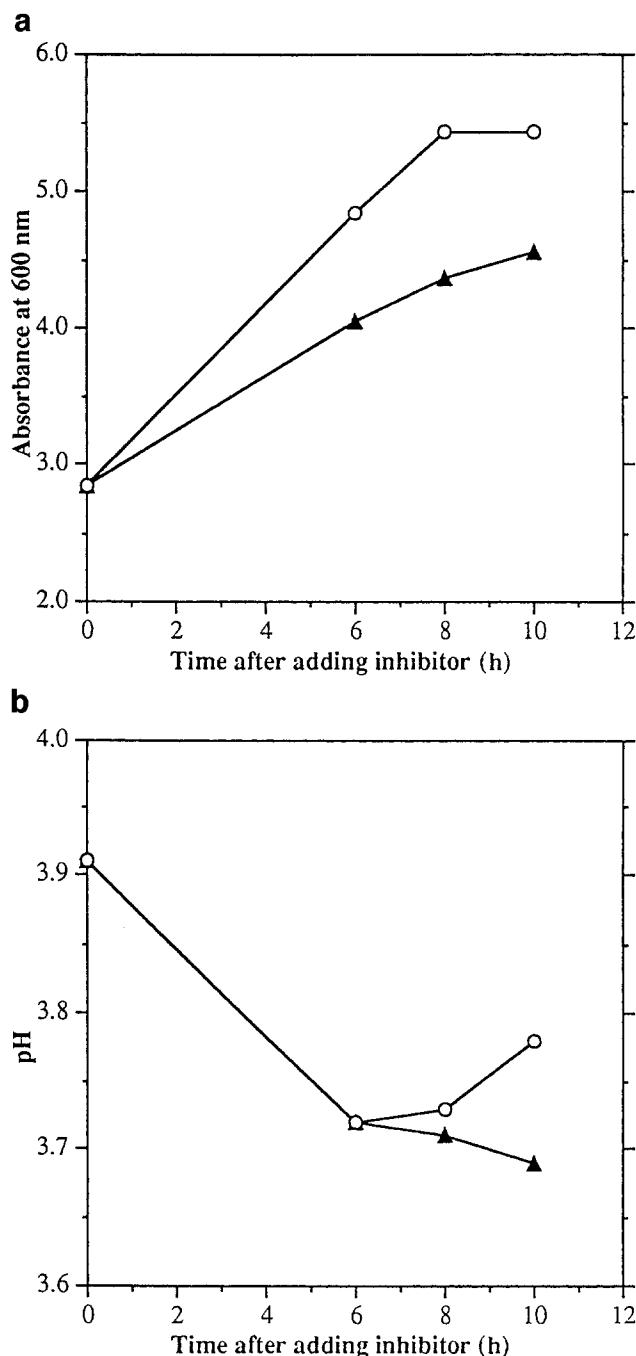 a
6.0
5.0
4.0
3.0
2.0
Absorbance at 600 nm
0 2 4 6 8 10 12
Time after adding inhibitor (h)
b
4.0
3.9
3.8
3.7
3.6
pH
0 2 4 6 8 10 12
Time after adding inhibitor (h)